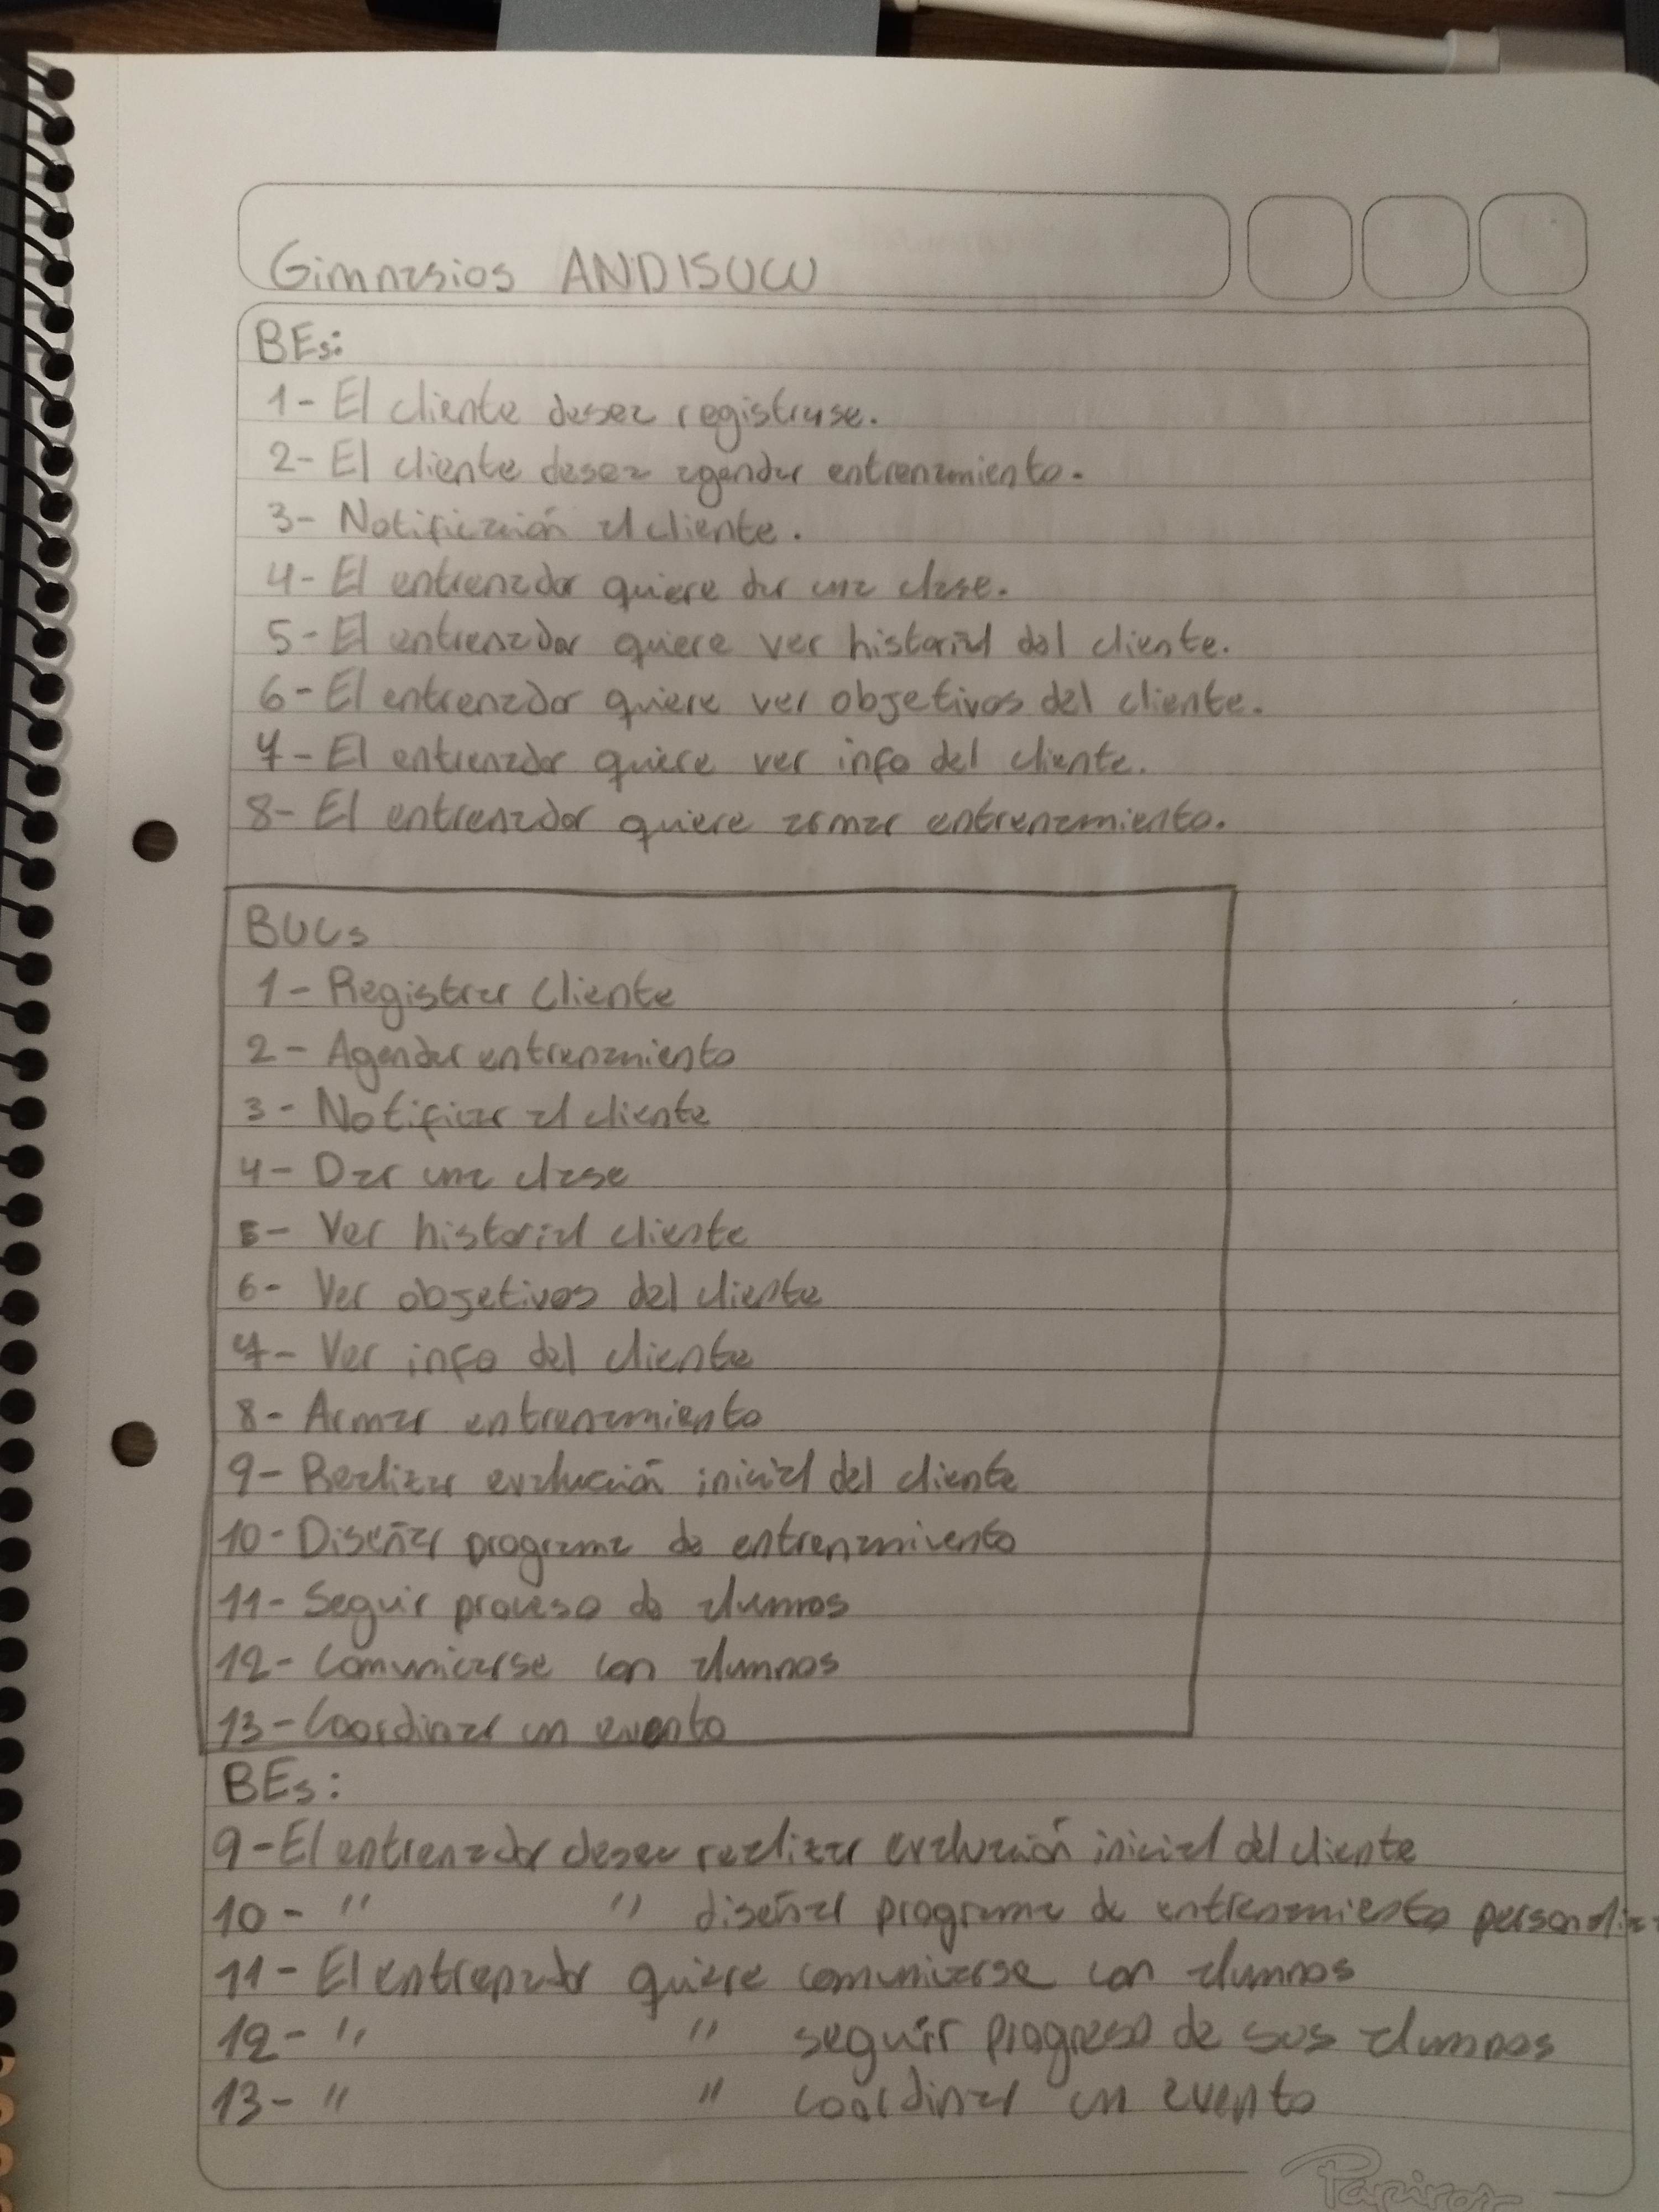 Gimnasios ANDISUCU
BEs:
1- El cliente desea registrarse.
2- El cliente desea agendar entrenamiento.
3- Notificación al cliente.
4- El entrenador quiere dar una clase.
5- El entrenador quiere ver historial del cliente.
6- El entrenador quiere ver objetivos del cliente.
7- El entrenador quiere ver info del cliente.
8- El entrenador quiere armar entrenamiento.
BUCs
1- Registrar Cliente
2- Agendar entrenamiento
3- Notificar al cliente
4- Dar una clase
5- Ver historial cliente
6- Ver objetivos del cliente
7- Ver info del cliente
8- Armar entrenamiento
9- Realizar evaluación inicial del cliente
10- Diseñar programa de entrenamivento
11- Seguir proceso de alumnos
12- Comunicarse con alumnos
13- Coordinar un evento
BEs:
9- El entrenador desea realizar evaluación inicial del cliente
10- " " diseñar programa de entrenamiento personaliz
11- El entrenador quiere comunicarse con alumnos
12- " " seguir progreso de sus alumnos
13- " " coordinar un evento
Papiros